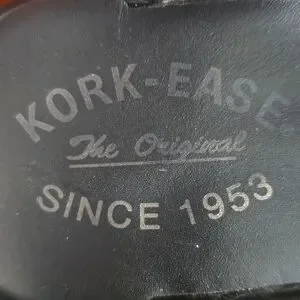 KORK-EASE®
The Original
SINCE 1953